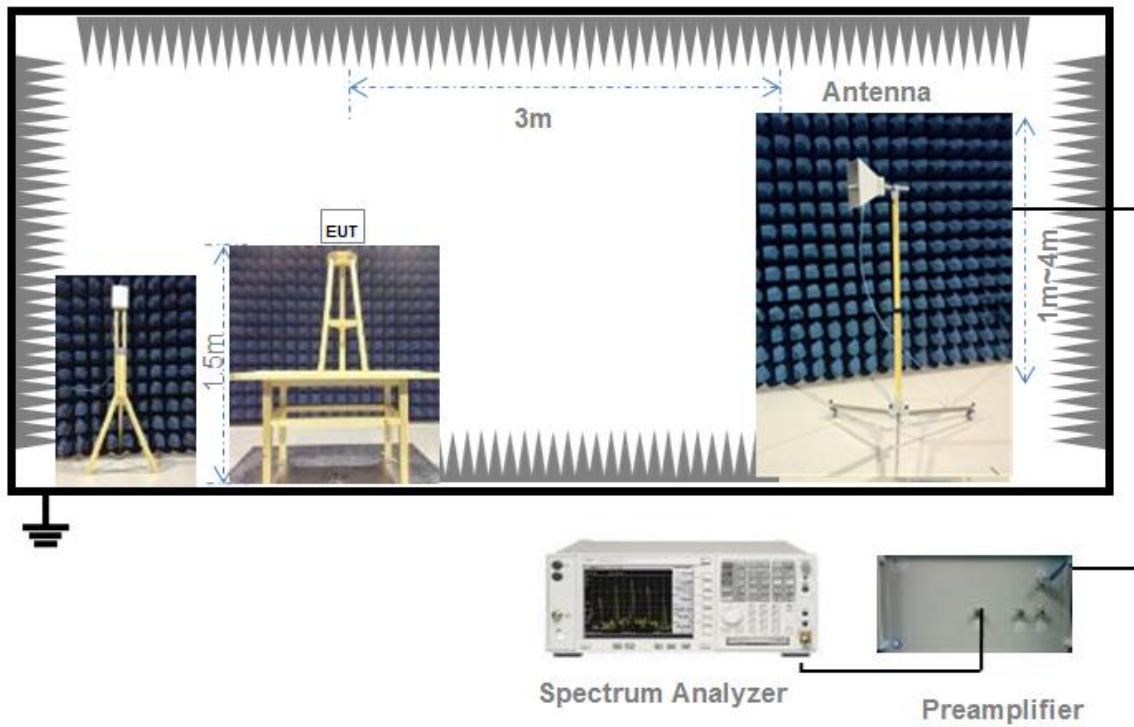 Antenna
3m
EUT
1.5m
1m~4m
Spectrum Analyzer
Preamplifier